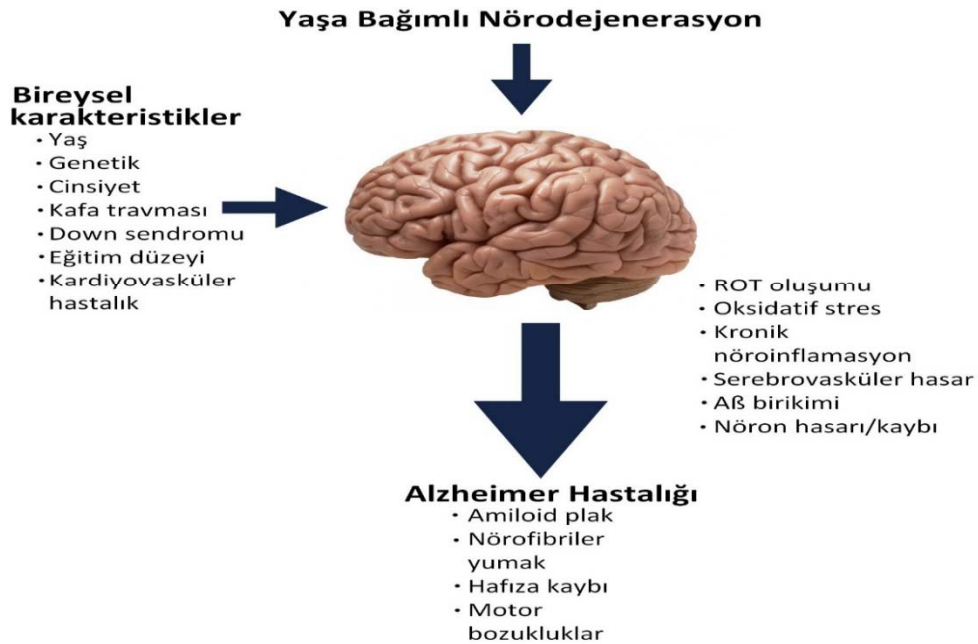 Yaşa Bağımlı Nörodejenerasyon
Bireysel
karakteristikler
· Yaş
· Genetik
· Cinsiyet
· Kafa travması
· Down sendromu
· Eğitim düzeyi
· Kardiyovasküler
hastalık
· ROT oluşumu
· Oksidatif stres
· Kronik
nöroinflamasyon
· Serebrovasküler hasar
· Aß birikimi
· Nöron hasarı/kaybı
Alzheimer Hastalığı
· Amiloid plak
· Nörofibriler
yumak
· Hafıza kaybı
· Motor
bozukluklar